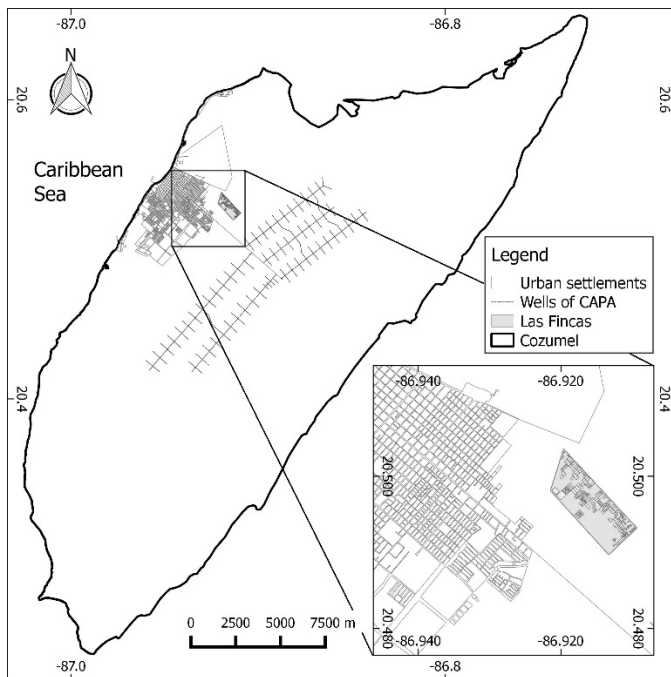 -87.0
-86.8
20.6
20.6
N
Caribbean
Sea
Legend
Urban settlements
Wells of CAPA
Las Fincas
Cozumel
20.4
20.4
-86.940
-86.920
20.500
20.500
20.480
20.480
-86.940
-86.920
0 2500 5000 7500 m
-87.0
-86.8